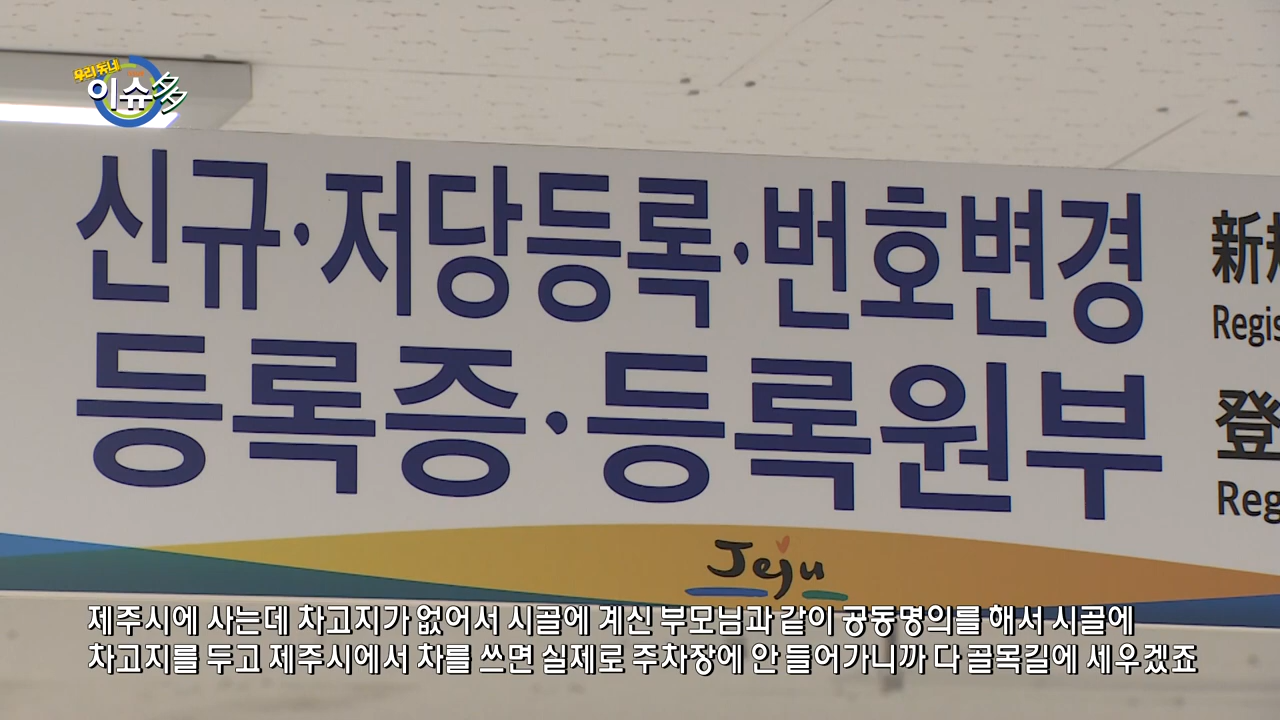 우리동네
이슈多
신규·저당등록·번호변경
등록증·등록원부
新規
Regis
登
Reg
Jeju
제주시에 사는데 차고지가 없어서 시골에 계신 부모님과 같이 공동명의를 해서 시골에
차고지를 두고 제주시에서 차를 쓰면 실제로 주차장에 안 들어가니까 다 골목길에 세우겠죠